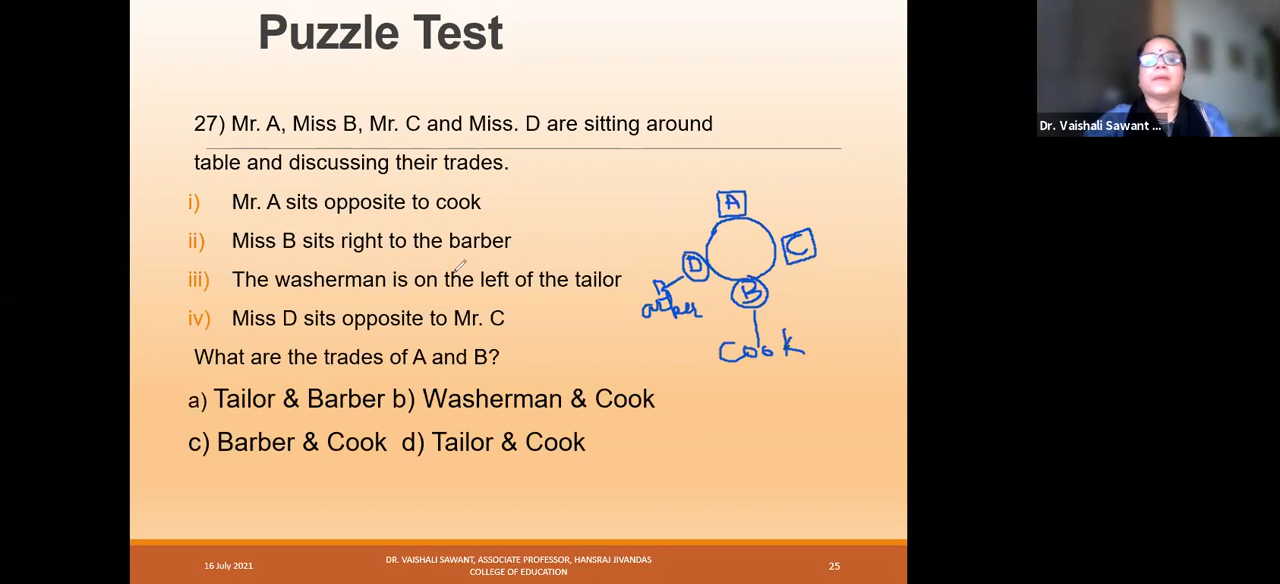 Puzzle Test
27) Mr. A, Miss B, Mr. C and Miss. D are sitting around
table and discussing their trades.
i) Mr. A sits opposite to cook
ii) Miss B sits right to the barber
iii) The washerman is on the left of the tailor
iv) Miss D sits opposite to Mr. C
What are the trades of A and B?
a) Tailor & Barber b) Washerman & Cook
c) Barber & Cook d) Tailor & Cook
A
C
D
B
Barber
Cook
16 July 2021
DR. VAISHALI SAWANT, ASSOCIATE PROFESSOR, HANSRAJ JIVANDAS
COLLEGE OF EDUCATION
25
Dr. Vaishali Sawant ...